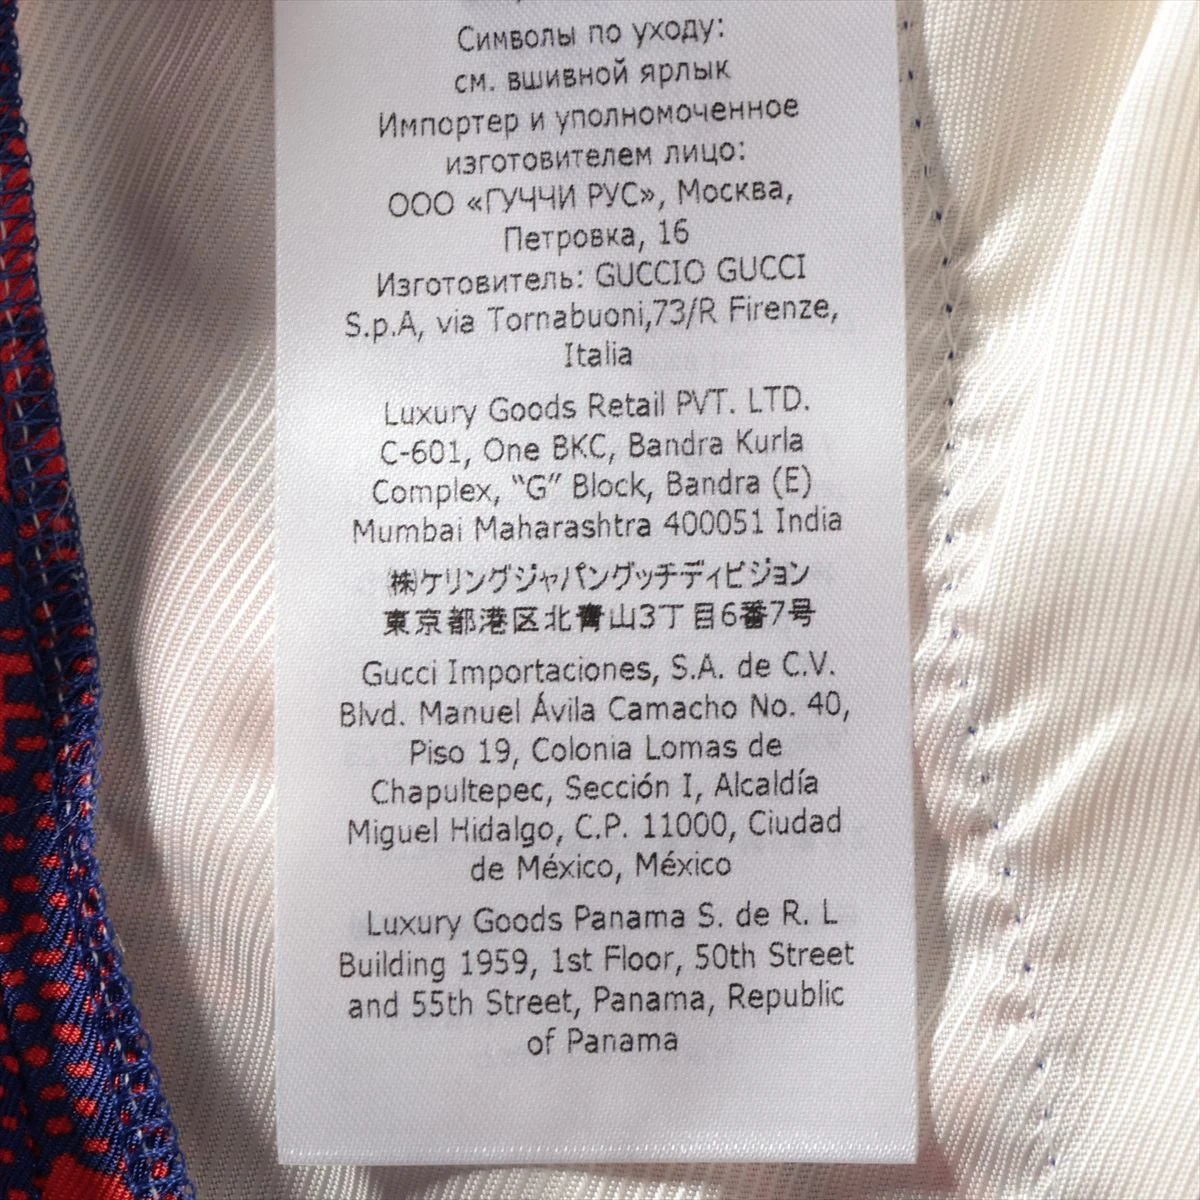 Символы по уходу:
см. вшивной ярлык
Импортер и уполномоченное
изготовителем лицо:
ООО «ГУЧЧИ РУС», Москва,
Петровка, 16
Изготовитель: GUCCIO GUCCI
S.p.A, via Tornabuoni,73/R Firenze,
Italia
Luxury Goods Retail PVT. LTD.
C-601, One BKC, Bandra Kurla
Complex, “G” Block, Bandra (E)
Mumbai Maharashtra 400051 India
㈱ケリングジャパングッチディビジョン
東京都港区北青山3丁目6番7号
Gucci Importaciones, S.A. de C.V.
Blvd. Manuel Ávila Camacho No. 40,
Piso 19, Colonia Lomas de
Chapultepec, Sección I, Alcaldía
Miguel Hidalgo, C.P. 11000, Ciudad
de México, México
Luxury Goods Panama S. de R. L
Building 1959, 1st Floor, 50th Street
and 55th Street, Panama, Republic
of Panama